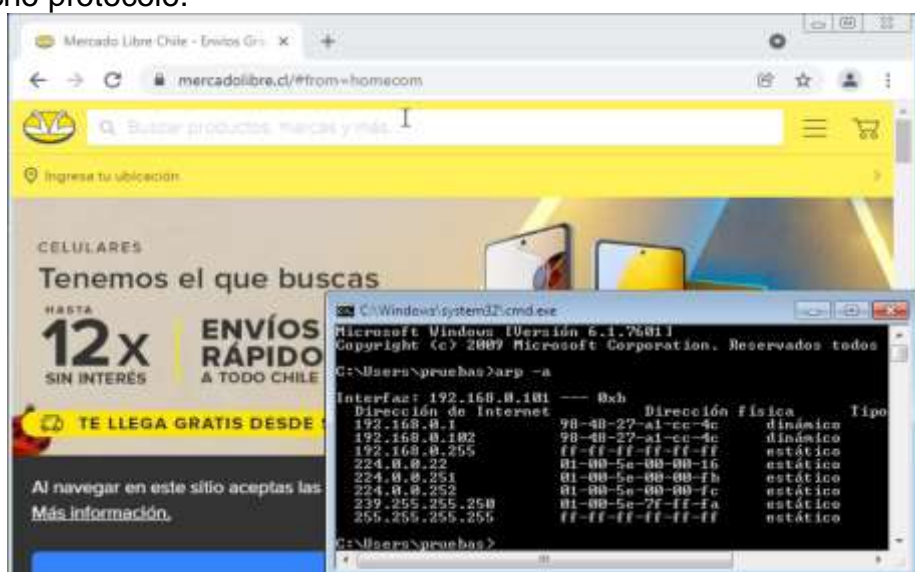 dicho protocolo.
Mercado Libre Chile - Envíos Gra
mercadolibre.cl/#from=homecom
Buscar productos, marcas y más...
Ingresa tu ubicación
CELULARES
Tenemos el que buscas
HASTA
12x
SIN INTERÉS
ENVÍOS
RÁPIDO
A TODO CHILE
TE LLEGA GRATIS DESDE
Al navegar en este sitio aceptas las
Más información.
C:\Windows\system32\cmd.exe
Microsoft Windows [Versión 6.1.7601]
Copyright (c) 2009 Microsoft Corporation. Reservados todos
C:\Users\pruebas>arp -a
Interfaz: 192.168.0.101 --- 0xb
Dirección de Internet Dirección física Tipo
192.168.0.1 98-48-27-a1-cc-4c dinámico
192.168.0.102 98-48-27-a1-cc-4c dinámico
192.168.0.255 ff-ff-ff-ff-ff-ff estático
224.0.0.22 01-00-5e-00-00-16 estático
224.0.0.251 01-00-5e-00-00-fb estático
224.0.0.252 01-00-5e-00-00-fc estático
239.255.255.250 01-00-5e-7f-ff-fa estático
255.255.255.255 ff-ff-ff-ff-ff-ff estático
C:\Users\pruebas>